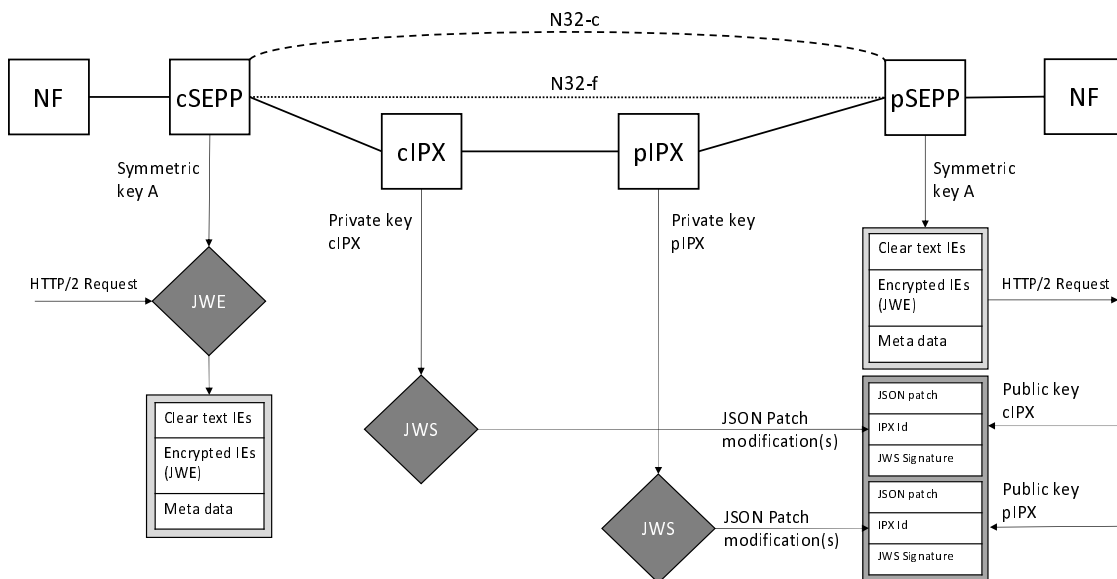 N32-c
N32-f
NF
cSEPP
cIPX
pIPX
pSEPP
NF
Symmetric
key A
Private key
cIPX
Private key
pIPX
Symmetric
key A
HTTP/2 Request
JWE
Clear text IEs
Encrypted IEs
(JWE)
Meta data
HTTP/2 Request
Clear text IEs
Encrypted IEs
(JWE)
Meta data
JWS
JSON Patch
modification(s)
JSON patch
IPX Id
JWS Signature
Public key
cIPX
JWS
JSON Patch
modification(s)
JSON patch
IPX Id
JWS Signature
Public key
pIPX